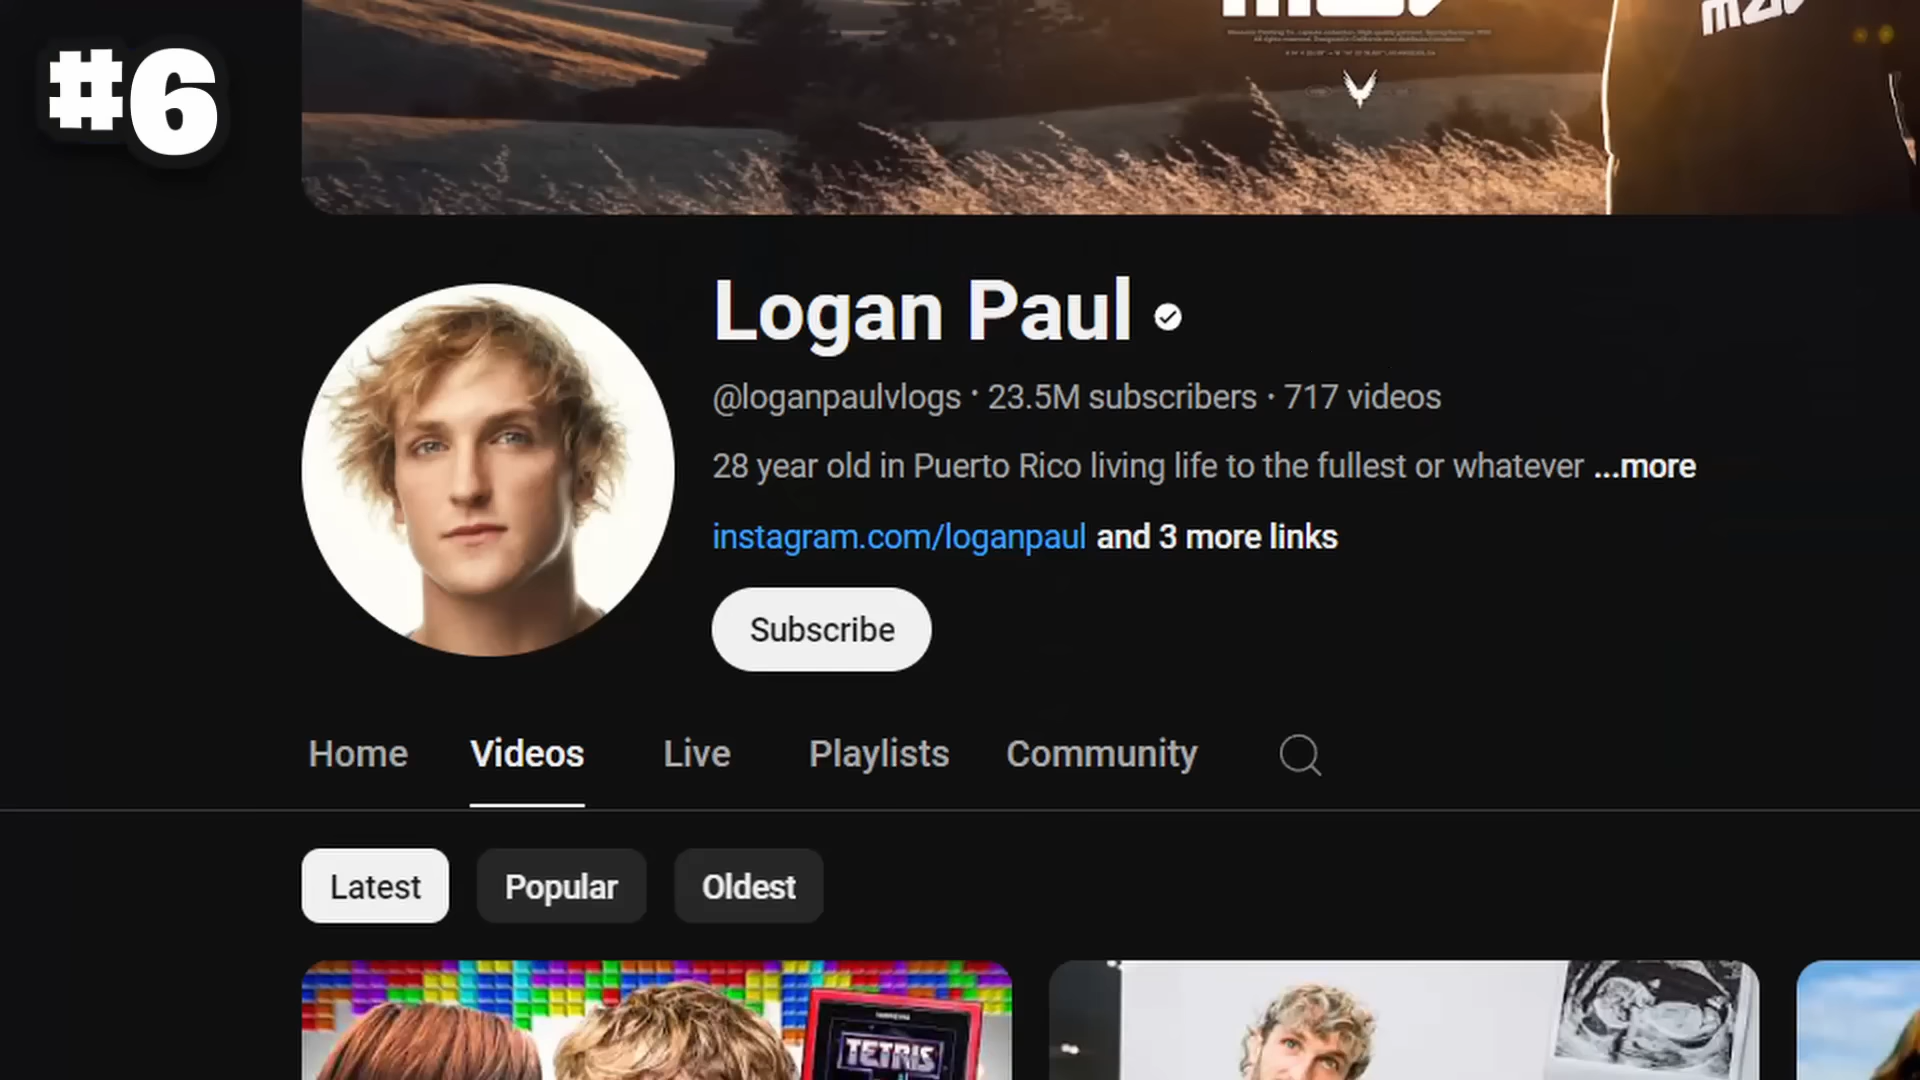 #6
Logan Paul
@loganpaulvlogs · 23.5M subscribers · 717 videos
28 year old in Puerto Rico living life to the fullest or whatever ...more
instagram.com/loganpaul and 3 more links
Subscribe
Home Videos Live Playlists Community
Latest Popular Oldest
TETRIS